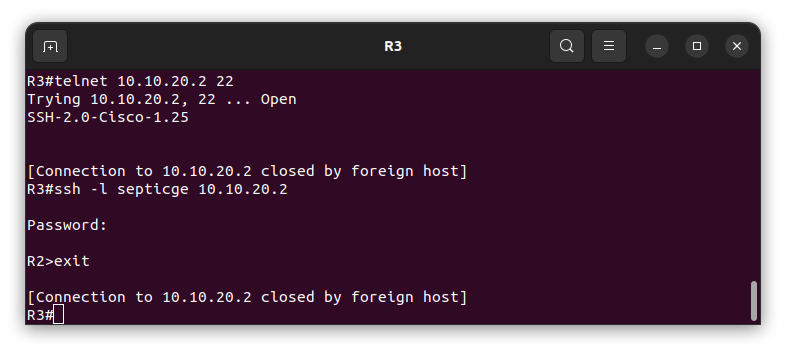 R3
R3#telnet 10.10.20.2 22
Trying 10.10.20.2, 22 ... Open
SSH-2.0-Cisco-1.25
[Connection to 10.10.20.2 closed by foreign host]
R3#ssh -l septicge 10.10.20.2
Password:
R2>exit
[Connection to 10.10.20.2 closed by foreign host]
R3#